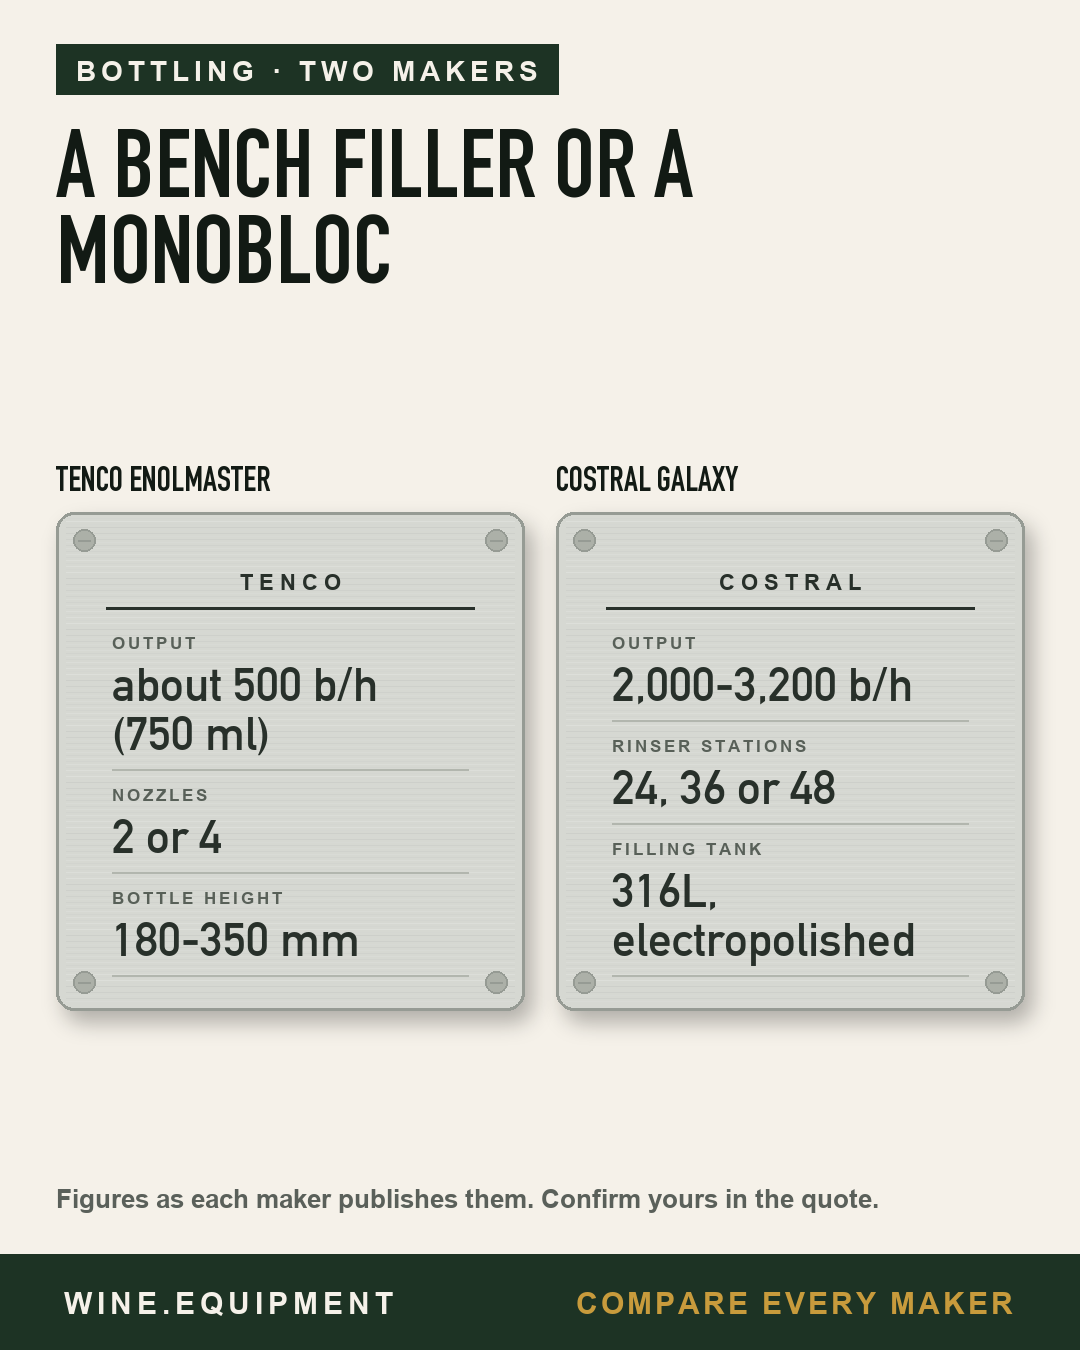 BOTTLING · TWO MAKERS
A BENCH FILLER OR A
MONOBLOC
TENCO ENOLMASTER
TENCO
OUTPUT
about 500 b/h
(750 ml)
NOZZLES
2 or 4
BOTTLE HEIGHT
180-350 mm
COSTRAL GALAXY
COSTRAL
OUTPUT
2,000-3,200 b/h
RINSER STATIONS
24, 36 or 48
FILLING TANK
316L,
electropolished
Figures as each maker publishes them. Confirm yours in the quote.
WINE.EQUIPMENT
COMPARE EVERY MAKER